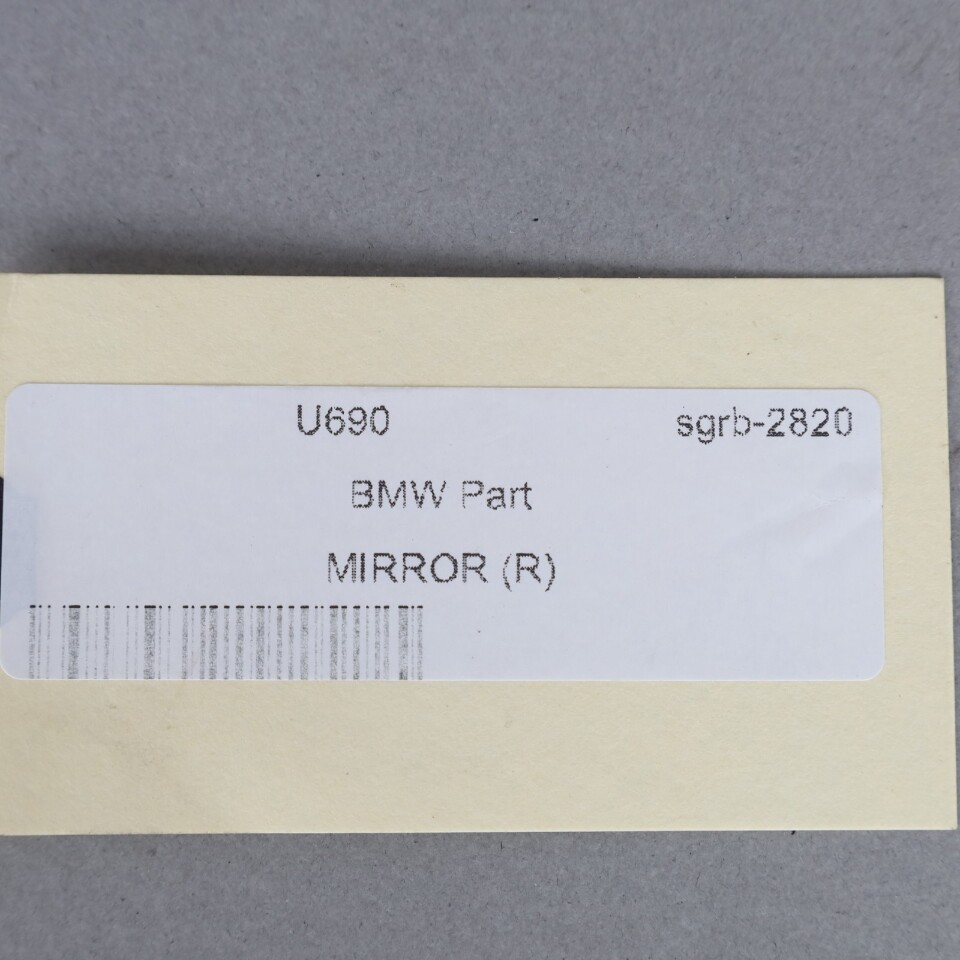 U690 sgrb-2820
BMW Part
MIRROR (R)